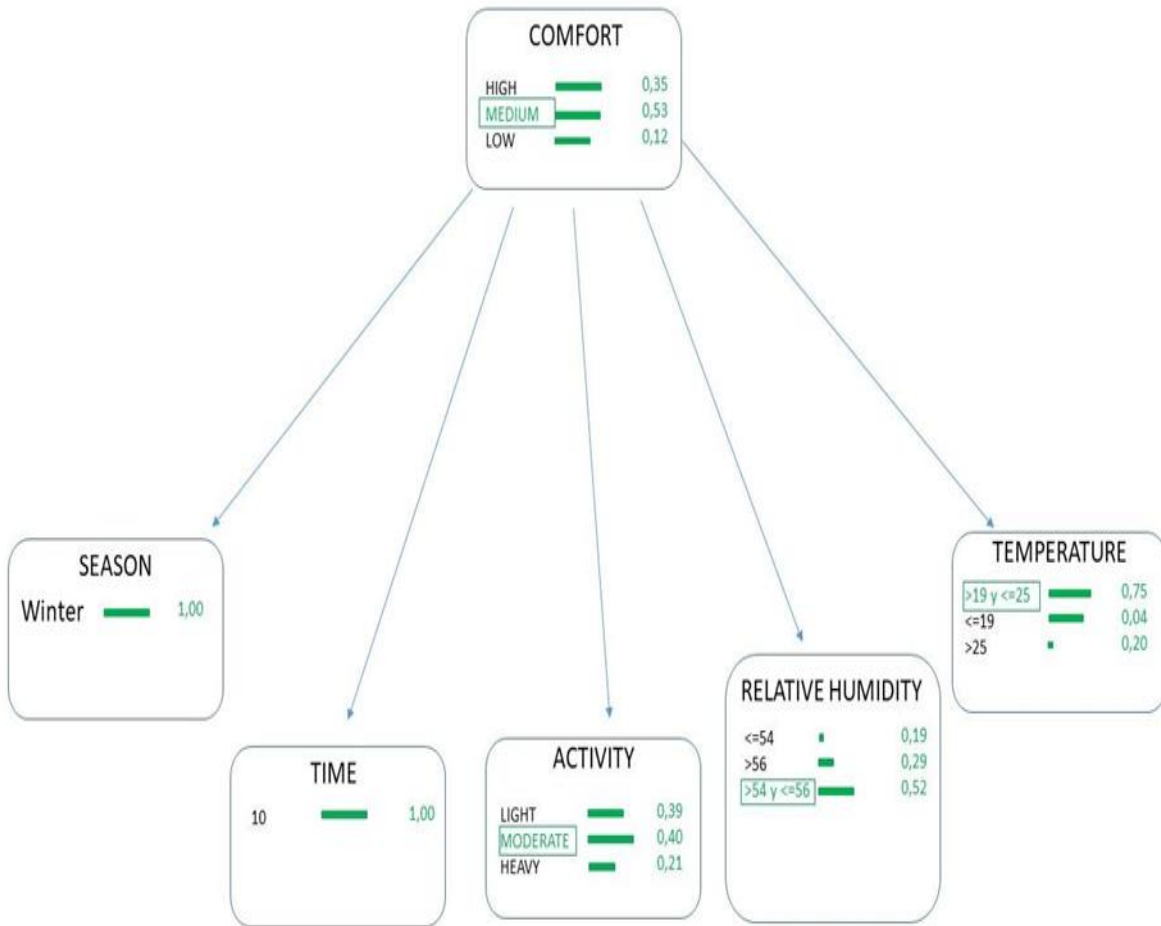 COMFORT
HIGH 0,35
MEDIUM 0,53
LOW 0,12
SEASON
Winter 1,00
TIME
10 1,00
ACTIVITY
LIGHT 0,39
MODERATE 0,40
HEAVY 0,21
RELATIVE HUMIDITY
<=54 0,19
>56 0,29
>54 y <=56 0,52
TEMPERATURE
>19 y <=25 0,75
<=19 0,04
>25 0,20